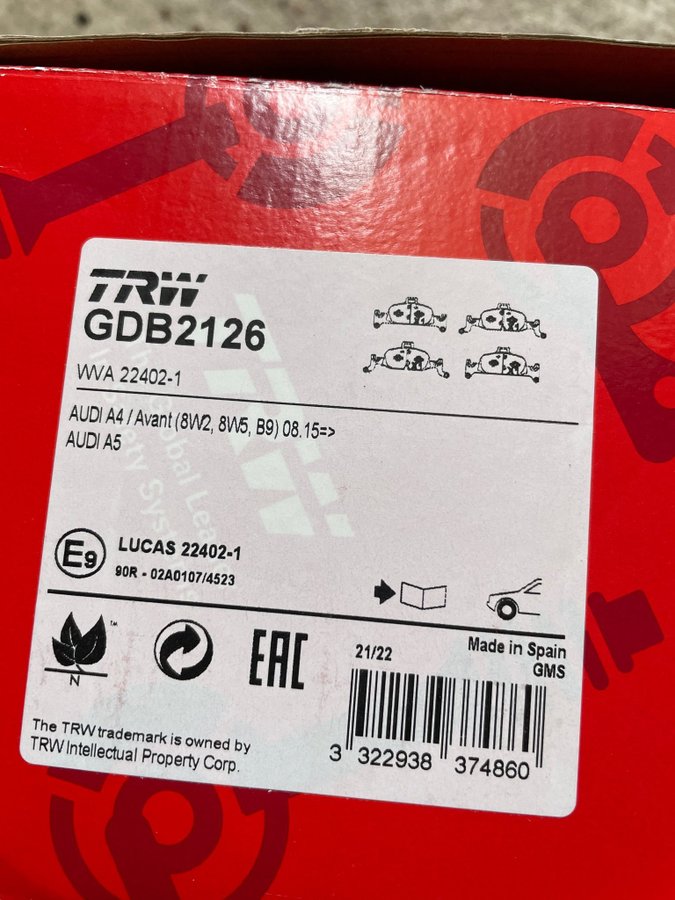 TRW
GDB2126
WVA 22402-1
AUDI A4 / Avant (8W2, 8W5, B9) 08.15=>
AUDI A5
E9
LUCAS 22402-1
90R - 02A0107/4523
TM
N
EAC
21/22
Made in Spain
GMS
The TRW trademark is owned by
TRW Intellectual Property Corp.
3 322938 374860